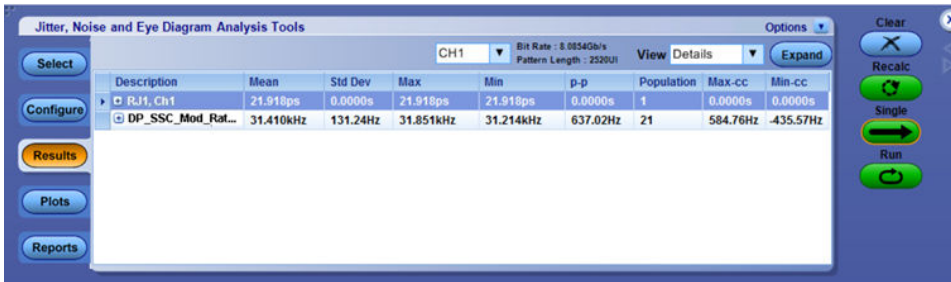 Jitter, Noise and Eye Diagram Analysis Tools
Options
Clear
Select
CH1
Bit Rate : 8.0854Gb/s
Pattern Length : 2520UI
View Details
Expand
Recalc
Description Mean Std Dev Max Min p-p Population Max-cc Min-cc
RJ1, Ch1 21.918ps 0.0000s 21.918ps 21.918ps 0.0000s 1 0.0000s 0.0000s
Configure
DP_SSC_Mod_Rat... 31.410kHz 131.24Hz 31.851kHz 31.214kHz 637.02Hz 21 584.76Hz -435.57Hz
Single
Results
Run
Plots
Reports